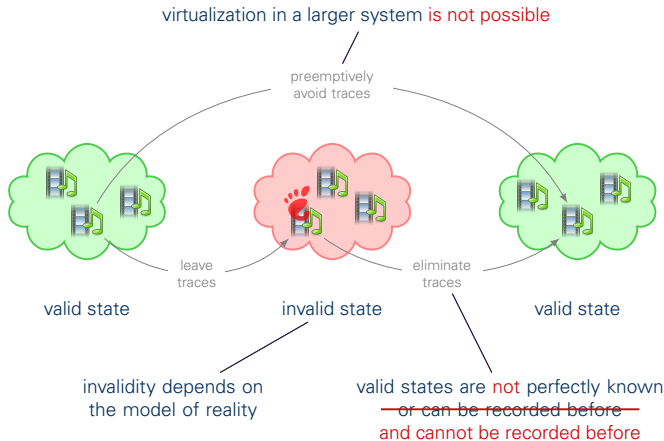 virtualization in a larger system is not possible
preemptively
avoid traces
leave
traces
eliminate
traces
valid state
invalid state
valid state
invalidity depends on
the model of reality
valid states are not perfectly known
or can be recorded before
and cannot be recorded before